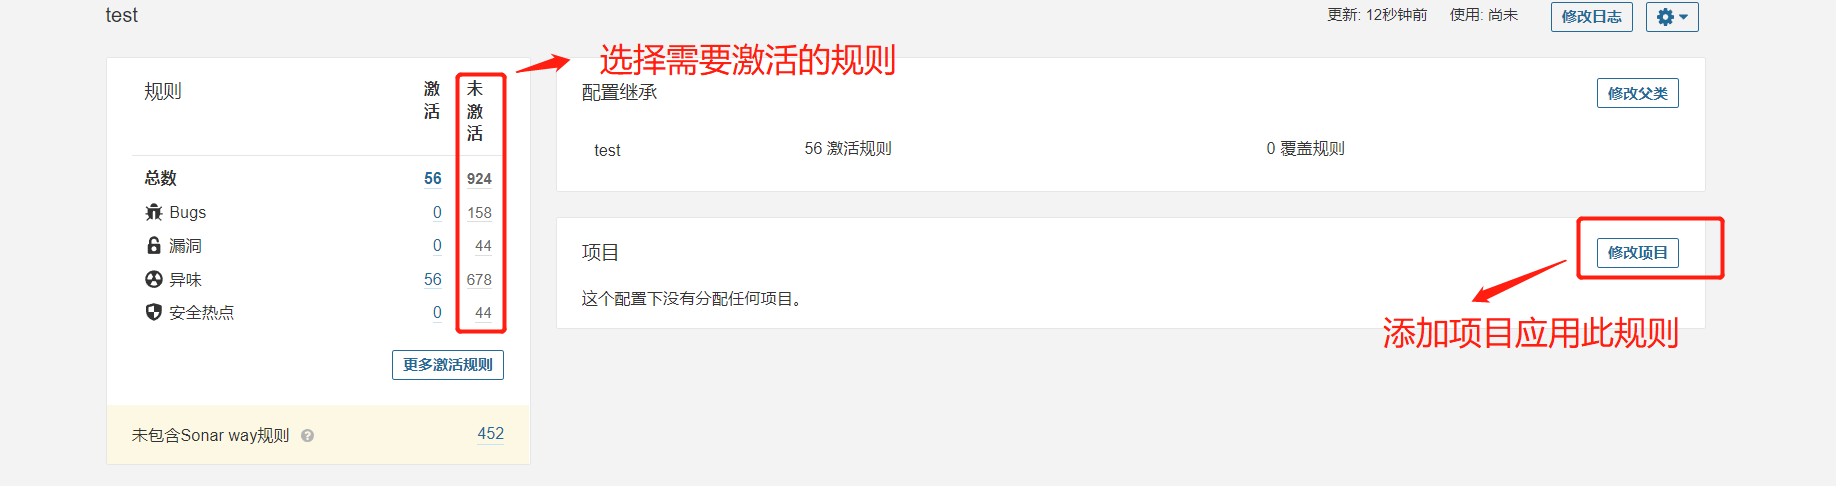 test
更新: 12秒钟前 使用: 尚未 修改日志
选择需要激活的规则
规则 激活 未激活
总数 56 924
Bugs 0 158
漏洞 0 44
异味 56 678
安全热点 0 44
更多激活规则
未包含Sonar way规则 ? 452
配置继承 修改父类
test 56 激活规则 0 覆盖规则
项目 修改项目
这个配置下没有分配任何项目。
添加项目应用此规则